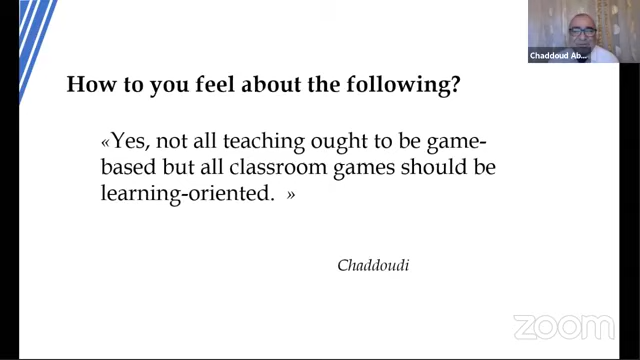 Chaddoud Ab...
How to you feel about the following?
«Yes, not all teaching ought to be game-
based but all classroom games should be
learning-oriented. »
Chaddoudi
zoom